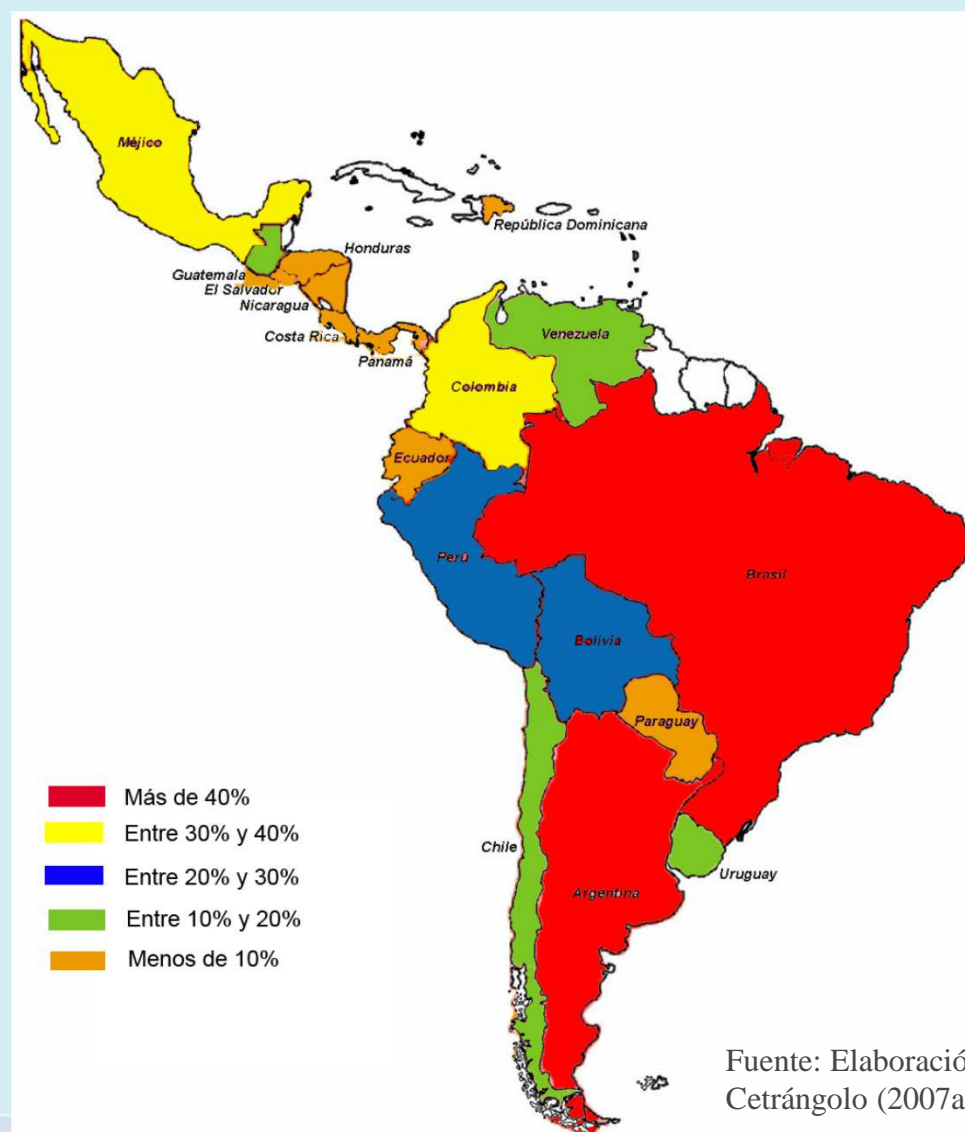 Méjico
República Dominicana
Honduras
Guatemala
El Salvador
Nicaragua
Costa Rica
Panamá
Venezuela
Colombia
Ecuador
Perú
Brasil
Bolivia
Paraguay
Chile
Uruguay
Argentina
Más de 40%
Entre 30% y 40%
Entre 20% y 30%
Entre 10% y 20%
Menos de 10%
Fuente: Elaboració
Cetrángolo (2007a